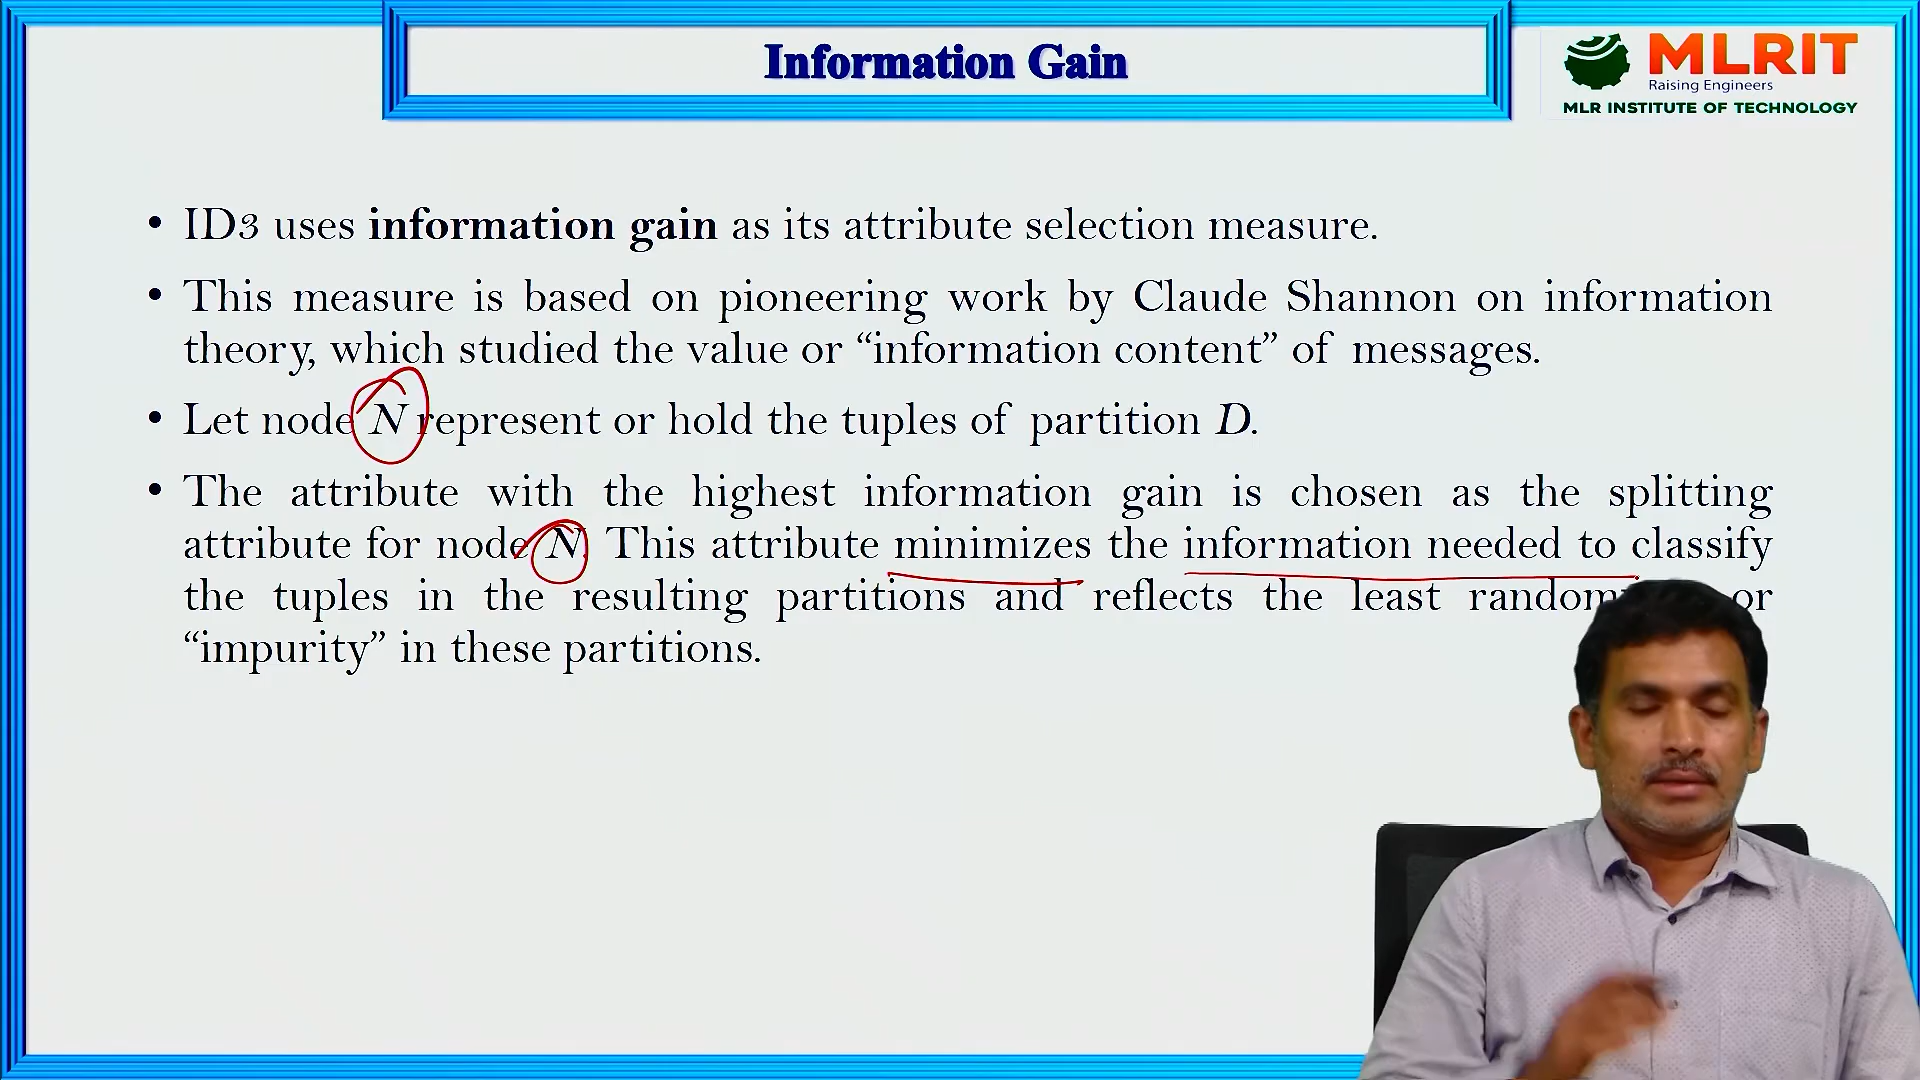 Information Gain
MLRIT
Raising Engineers
MLR INSTITUTE OF TECHNOLOGY
• ID3 uses information gain as its attribute selection measure.
• This measure is based on pioneering work by Claude Shannon on information
theory, which studied the value or “information content” of messages.
• Let node N represent or hold the tuples of partition D.
• The attribute with the highest information gain is chosen as the splitting
attribute for node N. This attribute minimizes the information needed to classify
the tuples in the resulting partitions and reflects the least or
“impurity” in these partitions.